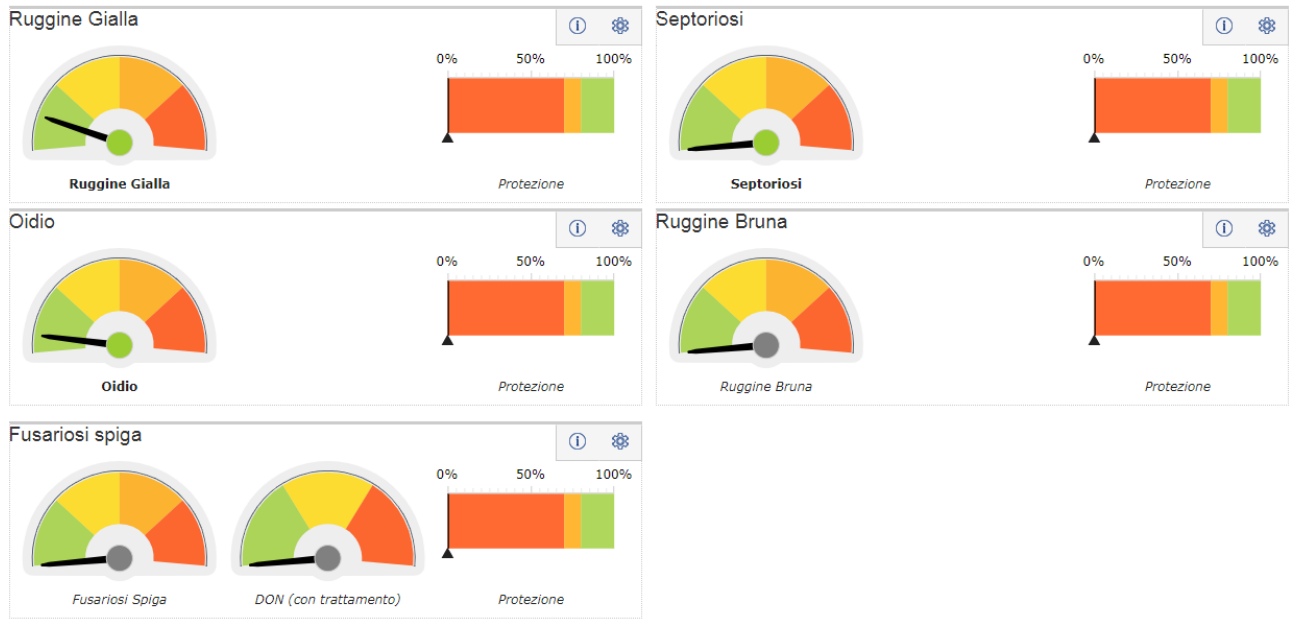 Ruggine Gialla
0% 50% 100%
Ruggine Gialla
Protezione
Septoriosi
0% 50% 100%
Septoriosi
Protezione
Oidio
0% 50% 100%
Oidio
Protezione
Ruggine Bruna
0% 50% 100%
Ruggine Bruna
Protezione
Fusariosi spiga
0% 50% 100%
Fusariosi Spiga
DON (con trattamento)
Protezione